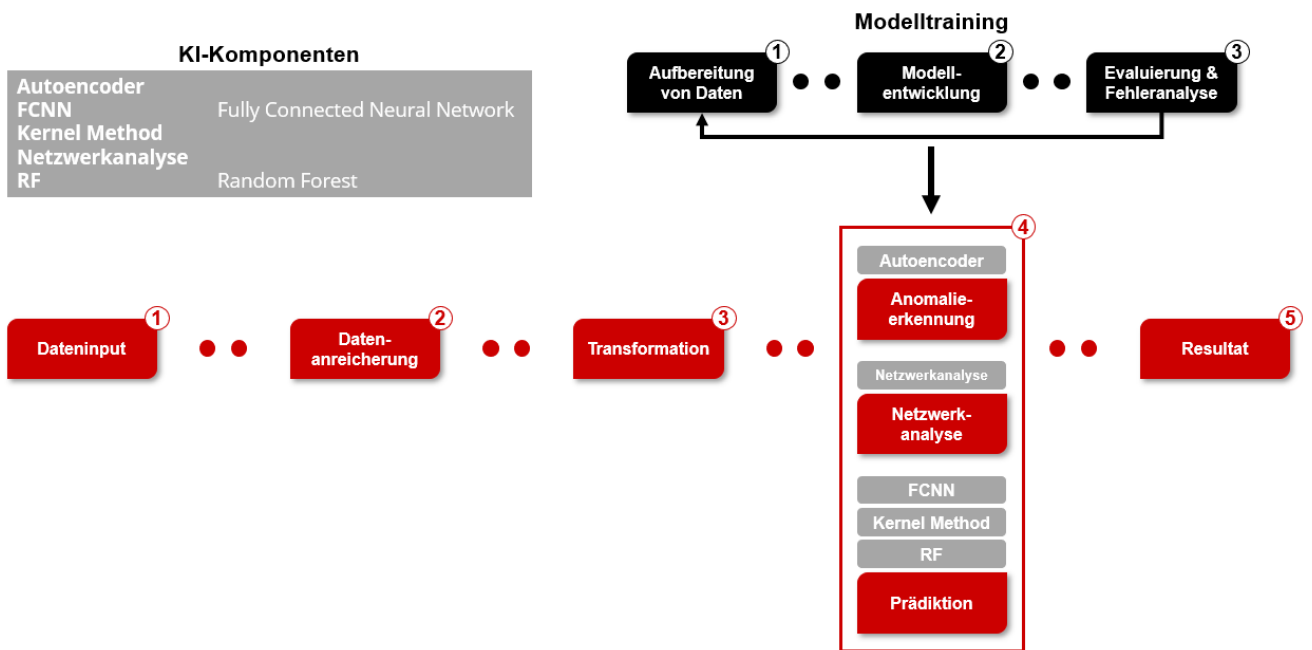 Modelltraining
KI-Komponenten
Autoencoder
FCNN Fully Connected Neural Network
Kernel Method
Netzwerkanalyse
RF Random Forest
1
Aufbereitung
von Daten
2
Modell-
entwicklung
3
Evaluierung &
Fehleranalyse
1
Dateninput
2
Daten-
anreicherung
3
Transformation
4
Autoencoder
Anomalie-
erkennung
Netzwerkanalyse
Netzwerk-
analyse
FCNN
Kernel Method
RF
Prädiktion
5
Resultat